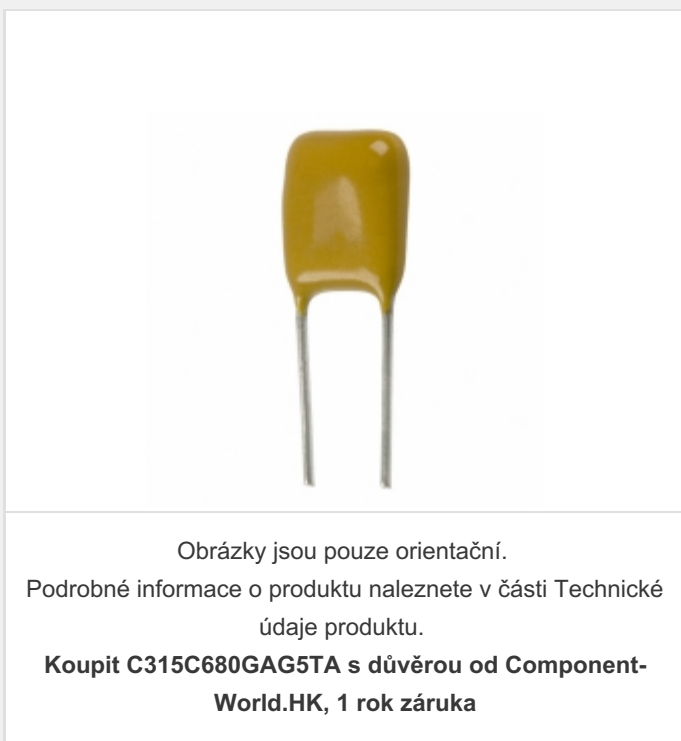 Obrázky jsou pouze orientační.
Podrobné informace o produktu naleznete v části Technické
údaje produktu.
Koupit C315C680GAG5TA s důvěrou od Component-
World.HK, 1 rok záruka